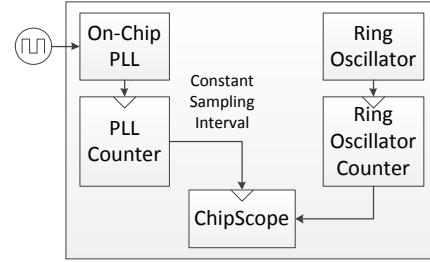 On-Chip
PLL
Ring
Oscillator
Constant
Sampling
Interval
PLL
Counter
Ring
Oscillator
Counter
ChipScope